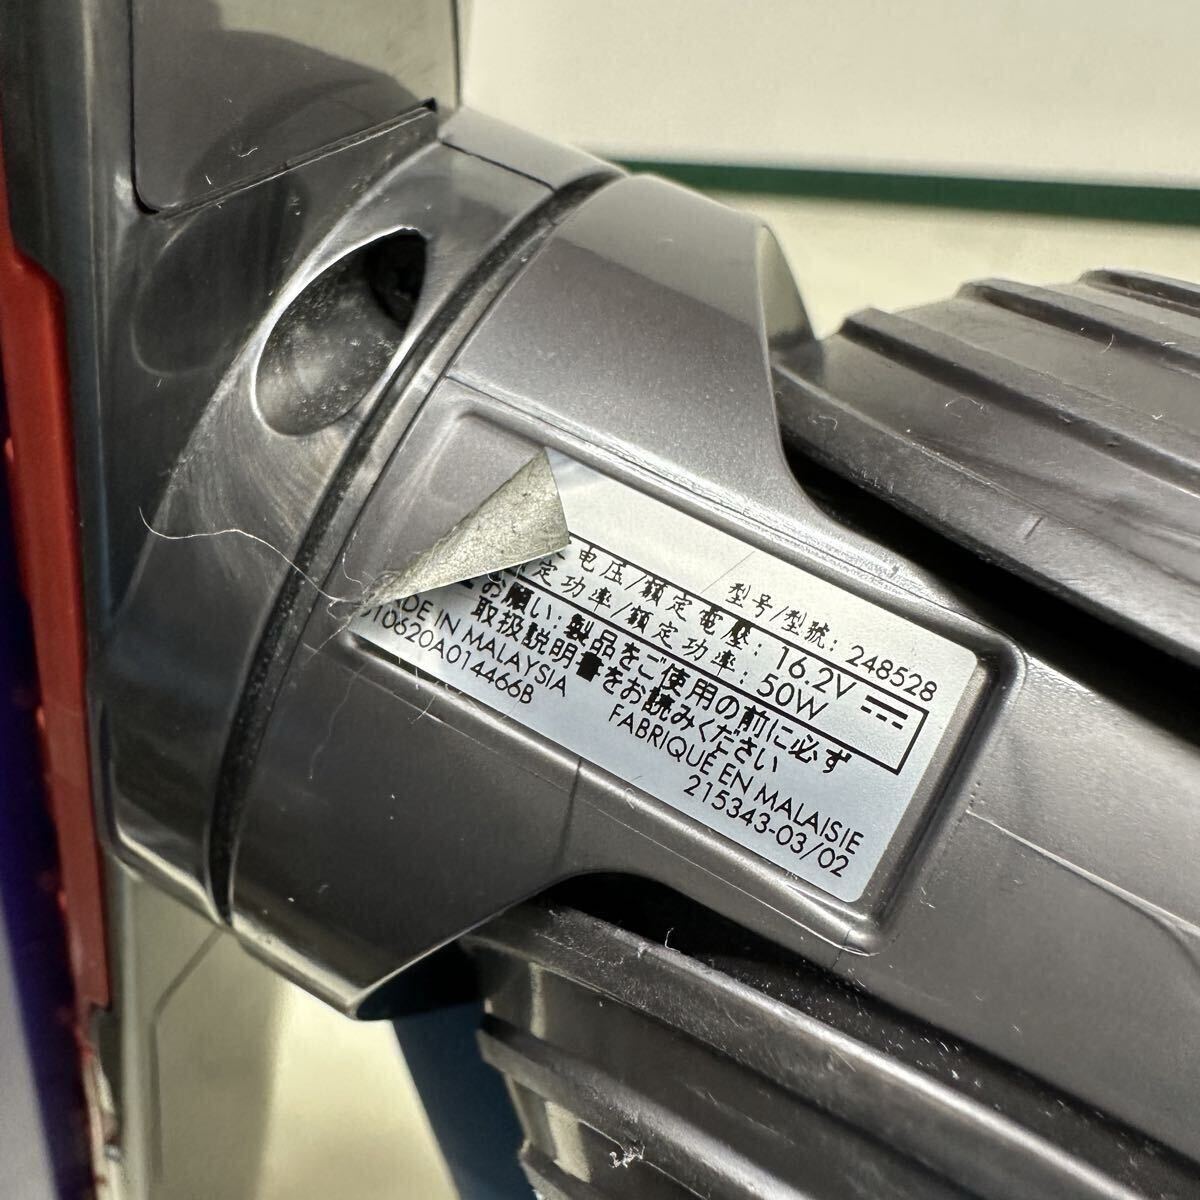 型号/型號: 248528
电压/額定電壓: 16.2V
定功率/額定功率: 50W
お願い:製品をご使用の前に必ず
取扱説明書をお読みください
DE IN MALAYSIA FABRIQUÉ EN MALAISIE
010620A014466B 215343-03/02